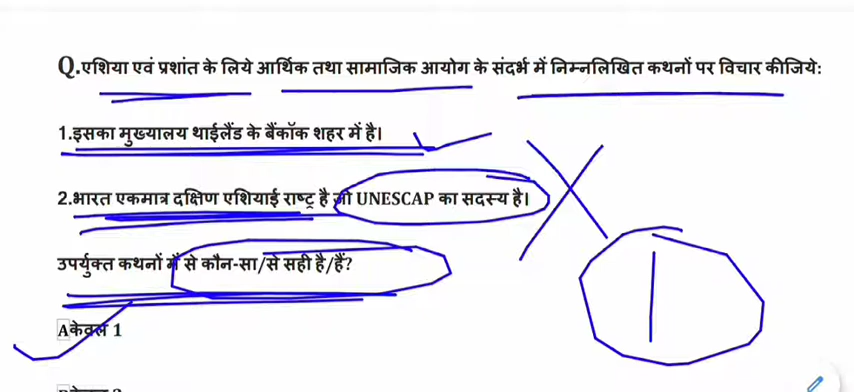 Q.एशिया एवं प्रशांत के लिये आर्थिक तथा सामाजिक आयोग के संदर्भ में निम्नलिखित कथनों पर विचार कीजिये:
1.इसका मुख्यालय थाईलैंड के बैंकॉक शहर में है।
2.भारत एकमात्र दक्षिण एशियाई राष्ट्र है जो UNESCAP का सदस्य है।
उपर्युक्त कथनों में से कौन-सा/से सही है/हैं?
Aकेवल 1